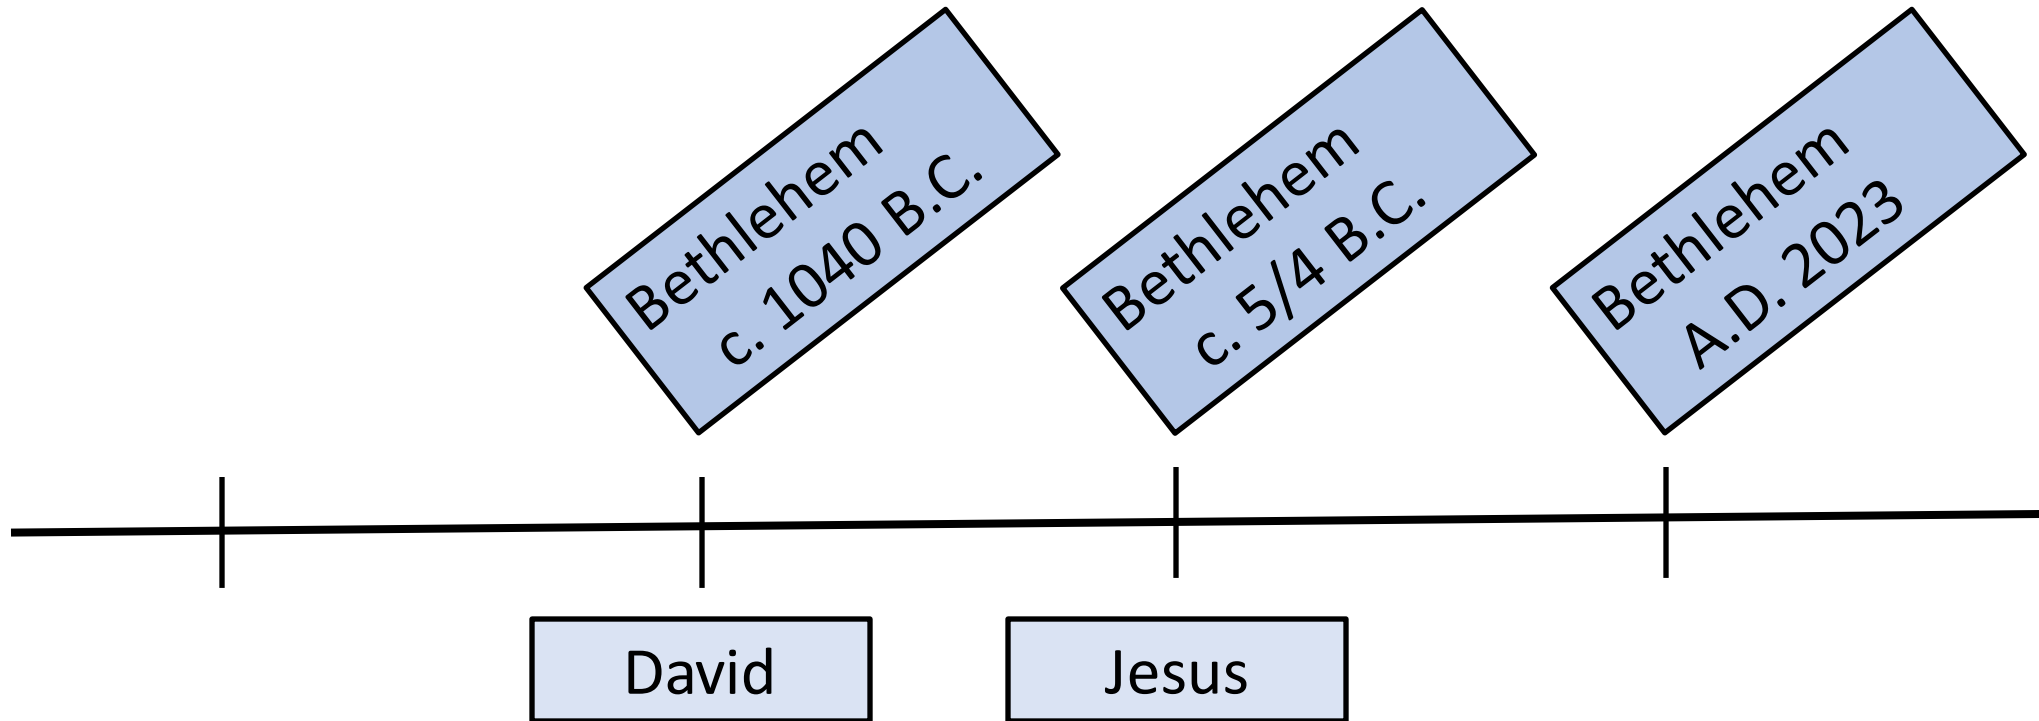 Bethlehem
c. 1040 B.C.
Bethlehem
c. 5/4 B.C.
Bethlehem
A.D. 2023
David
Jesus